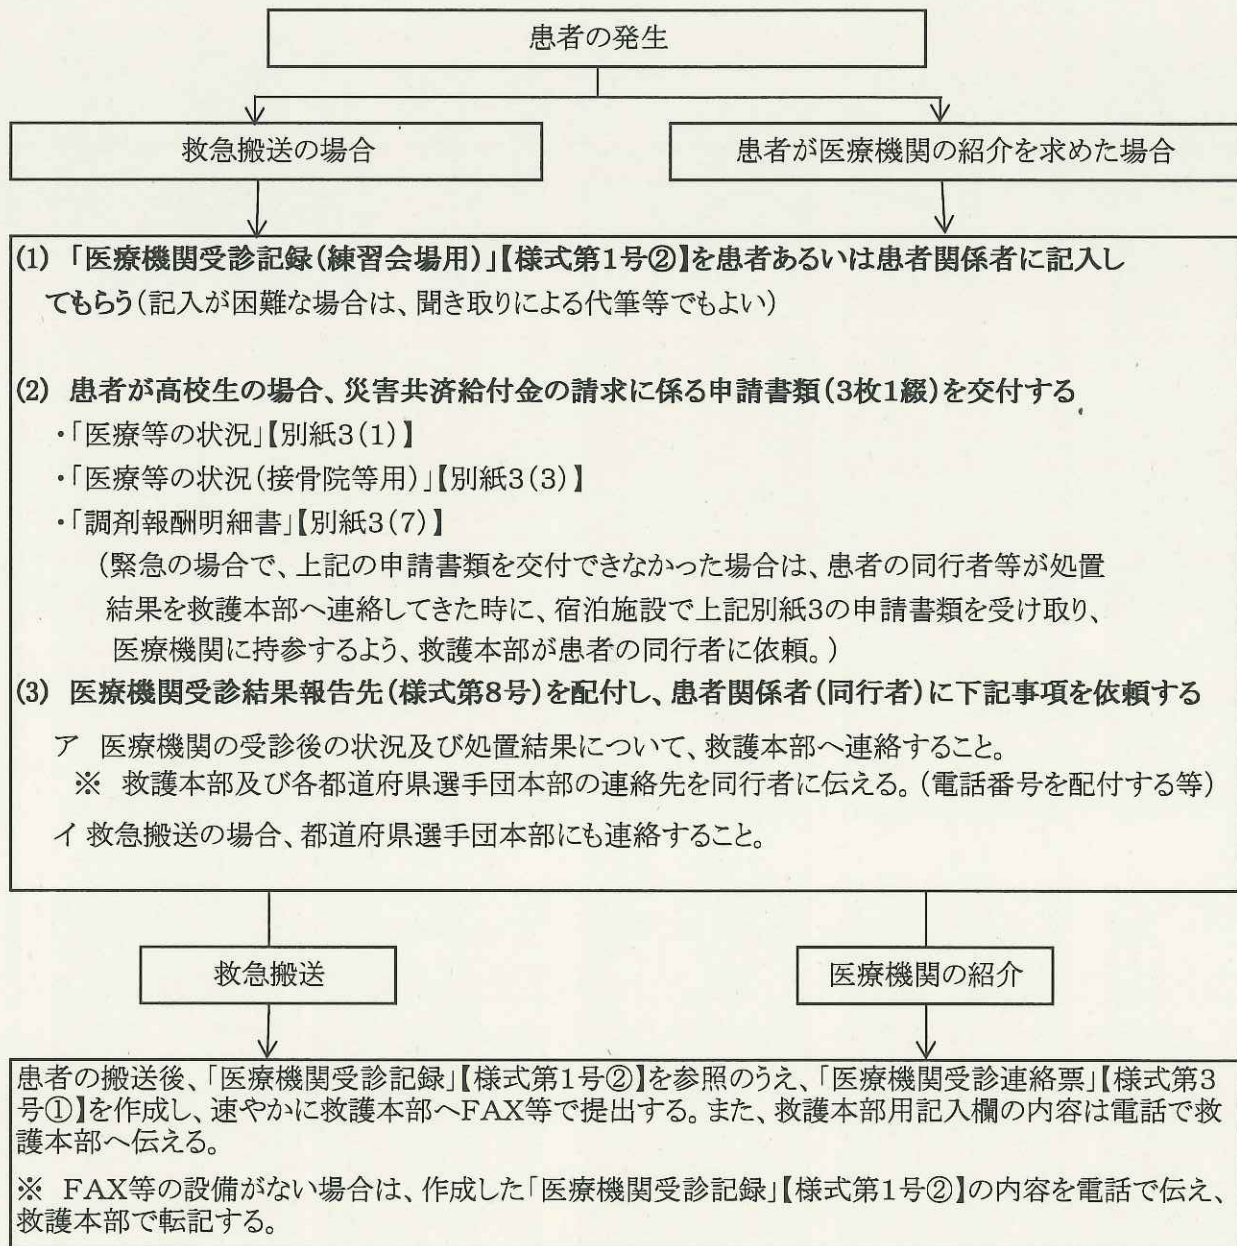 患者の発生
救急搬送の場合
患者が医療機関の紹介を求めた場合
(1) 「医療機関受診記録(練習会場用)」【様式第1号②】を患者あるいは患者関係者に記入し
てもらう(記入が困難な場合は、聞き取りによる代筆等でもよい)
(2) 患者が高校生の場合、災害共済給付金の請求に係る申請書類(3枚1綴)を交付する
・「医療等の状況」【別紙3(1)】
・「医療等の状況(接骨院等用)」【別紙3(3)】
・「調剤報酬明細書」【別紙3(7)】
(緊急の場合で、上記の申請書類を交付できなかった場合は、患者の同行者等が処置
結果を救護本部へ連絡してきた時に、宿泊施設で上記別紙3の申請書類を受け取り、
医療機関に持参するよう、救護本部が患者の同行者に依頼。)
(3) 医療機関受診結果報告先(様式第8号)を配付し、患者関係者(同行者)に下記事項を依頼する
ア 医療機関の受診後の状況及び処置結果について、救護本部へ連絡すること。
※ 救護本部及び各都道府県選手団本部の連絡先を同行者に伝える。(電話番号を配付する等)
イ 救急搬送の場合、都道府県選手団本部にも連絡すること。
救急搬送
医療機関の紹介
患者の搬送後、「医療機関受診記録」【様式第1号②】を参照のうえ、「医療機関受診連絡票」【様式第3
号①】を作成し、速やかに救護本部へFAX等で提出する。また、救護本部用記入欄の内容は電話で救
護本部へ伝える。
※ FAX等の設備がない場合は、作成した「医療機関受診記録」【様式第1号②】の内容を電話で伝え、
救護本部で転記する。